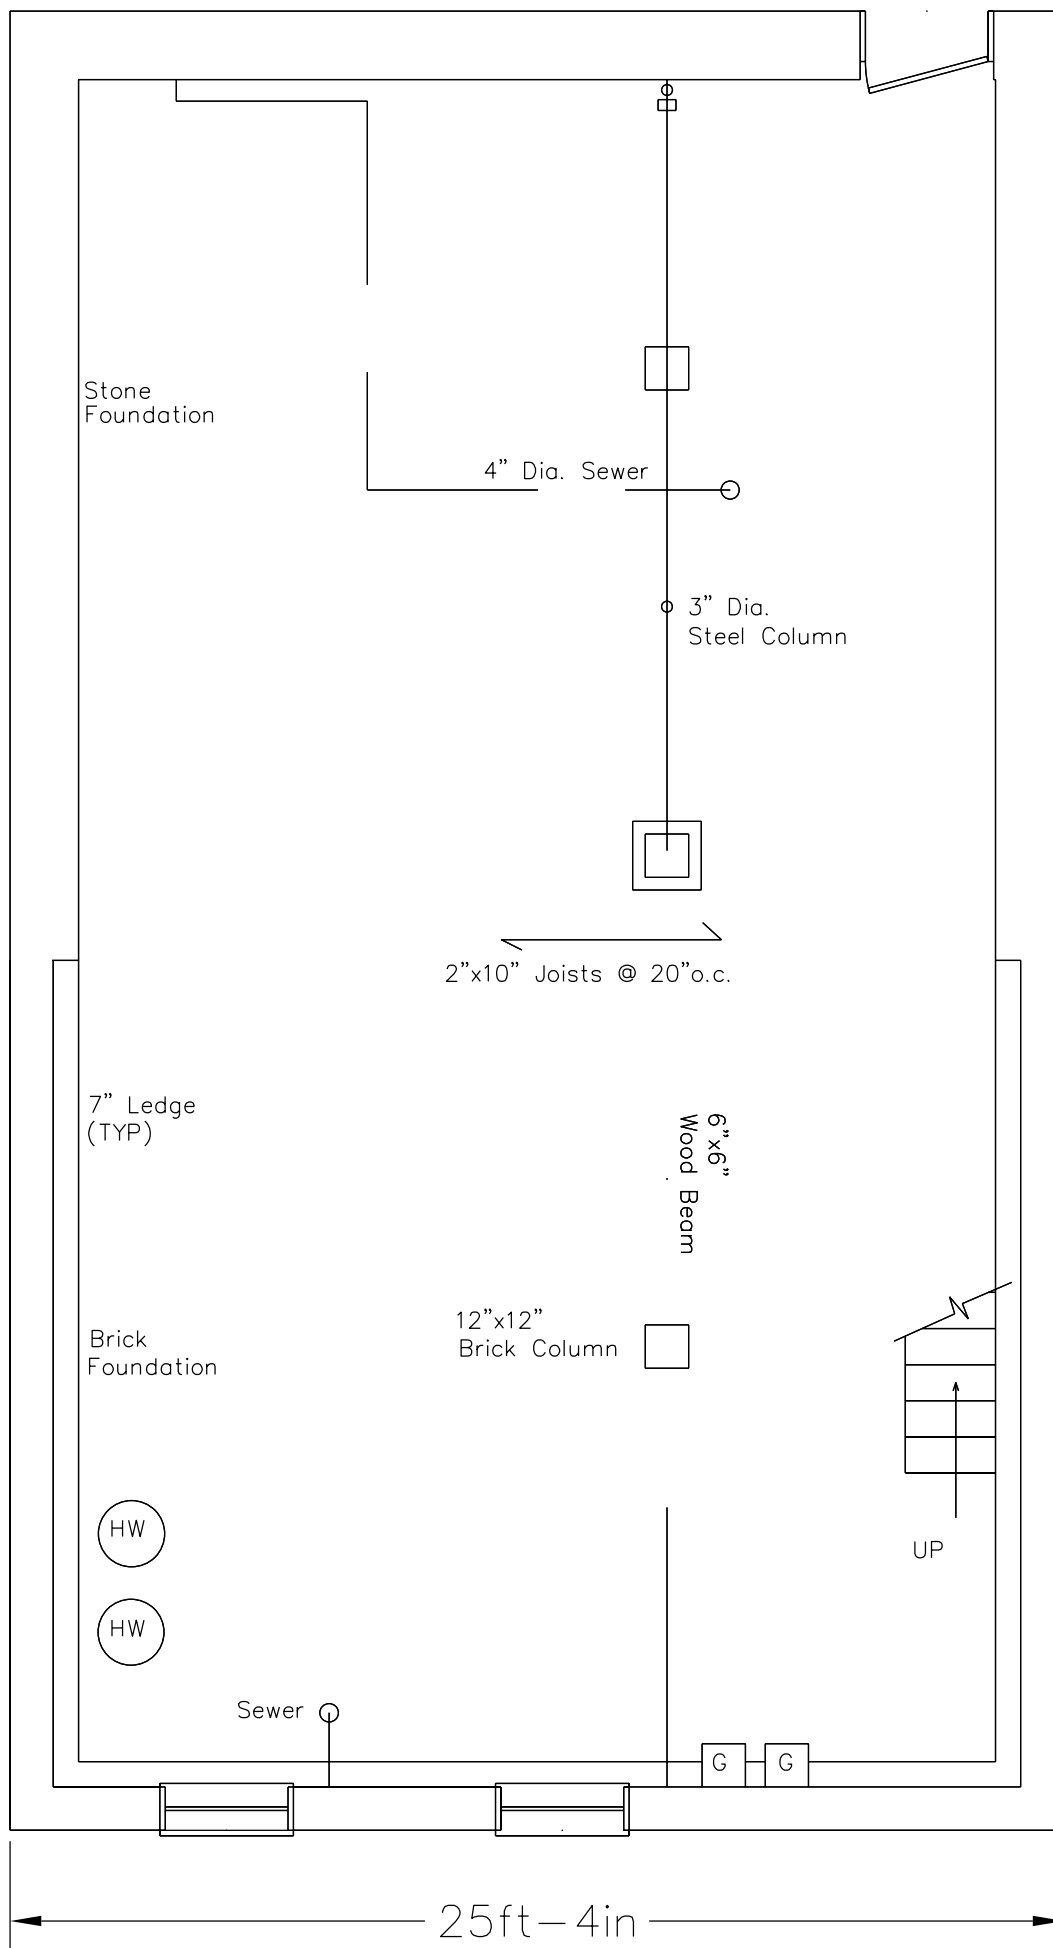 Stone
Foundation
4” Dia. Sewer
3” Dia.
Steel Column
2”x10” Joists @ 20”o.c.
7” Ledge
(TYP)
6”x6”
Wood Beam
12”x12”
Brick Column
Brick
Foundation
HW
UP
HW
Sewer
G
G
25ft-4in